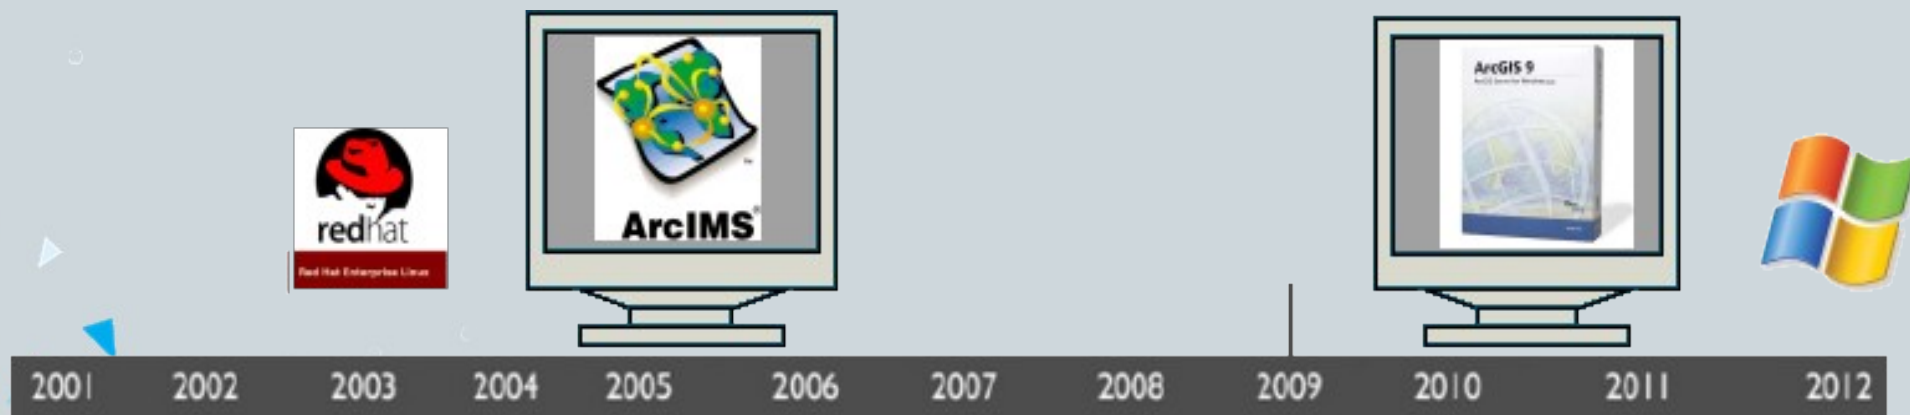 redhat
Red Hat Enterprise Linux
ArcIMS®
™
ArcGIS 9
2001 2002 2003 2004 2005 2006 2007 2008 2009 2010 2011 2012